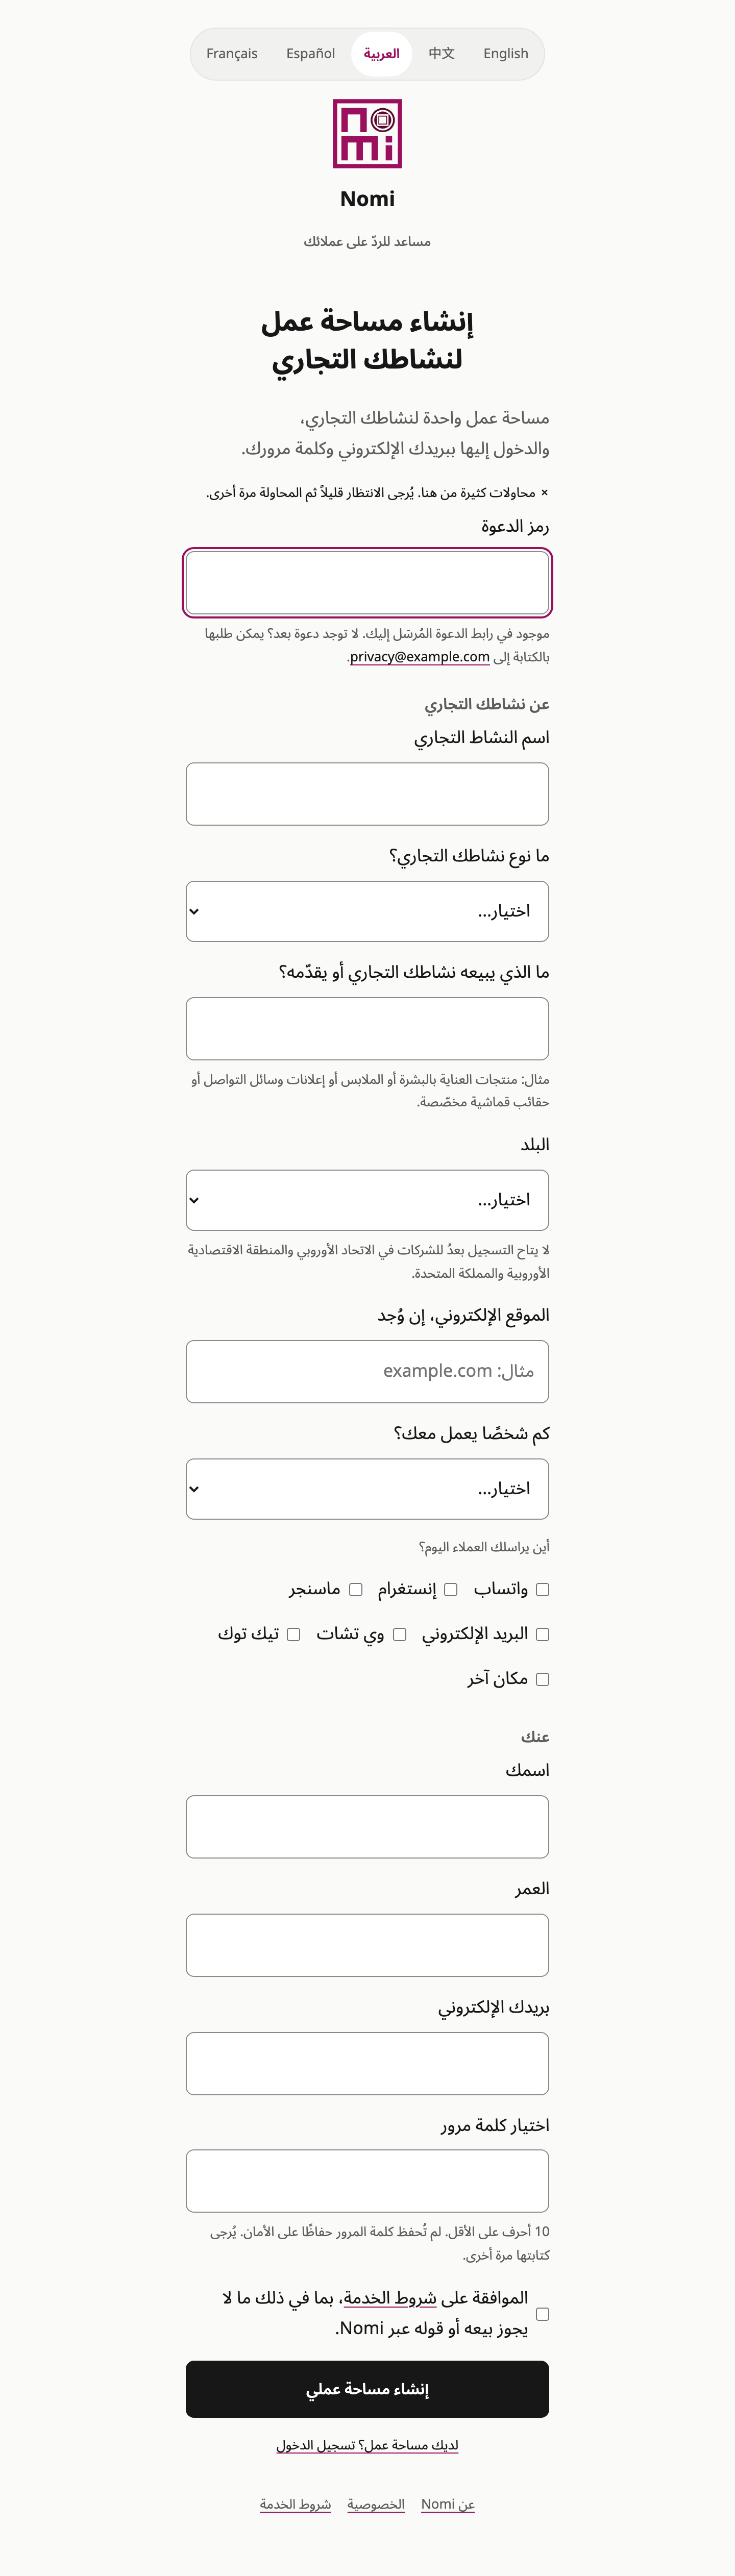 English 中文 العربية Español Français
nomi
Nomi
مساعد للردّ على عملائك
إنشاء مساحة عمل
لنشاطك التجاري
مساحة عمل واحدة لنشاطك التجاري،
والدخول إليها ببريدك الإلكتروني وكلمة مرورك.
× محاولات كثيرة من هنا. يُرجى الانتظار قليلاً ثم المحاولة مرة أخرى.
رمز الدعوة
موجود في رابط الدعوة المُرسَل إليك. لا توجد دعوة بعد؟ يمكن طلبها
بالكتابة إلى privacy@example.com.
عن نشاطك التجاري
اسم النشاط التجاري
ما نوع نشاطك التجاري؟
اختيار...
ما الذي يبيعه نشاطك التجاري أو يقدّمه؟
مثال: منتجات العناية بالبشرة أو الملابس أو إعلانات وسائل التواصل أو
حقائب قماشية مخصّصة.
البلد
اختيار...
لا يتاح التسجيل بعدُ للشركات في الاتحاد الأوروبي والمنطقة الاقتصادية
الأوروبية والمملكة المتحدة.
الموقع الإلكتروني، إن وُجد
مثال: example.com
كم شخصًا يعمل معك؟
اختيار...
أين يراسلك العملاء اليوم؟
واتساب إنستغرام ماسنجر
البريد الإلكتروني وي تشات تيك توك
مكان آخر
عنك
اسمك
العمر
بريدك الإلكتروني
اختيار كلمة مرور
10 أحرف على الأقل. لم تُحفظ كلمة المرور حفاظًا على الأمان. يُرجى
كتابتها مرة أخرى.
الموافقة على شروط الخدمة، بما في ذلك ما لا
يجوز بيعه أو قوله عبر Nomi.
إنشاء مساحة عملي
لديك مساحة عمل؟ تسجيل الدخول
عن Nomi الخصوصية شروط الخدمة